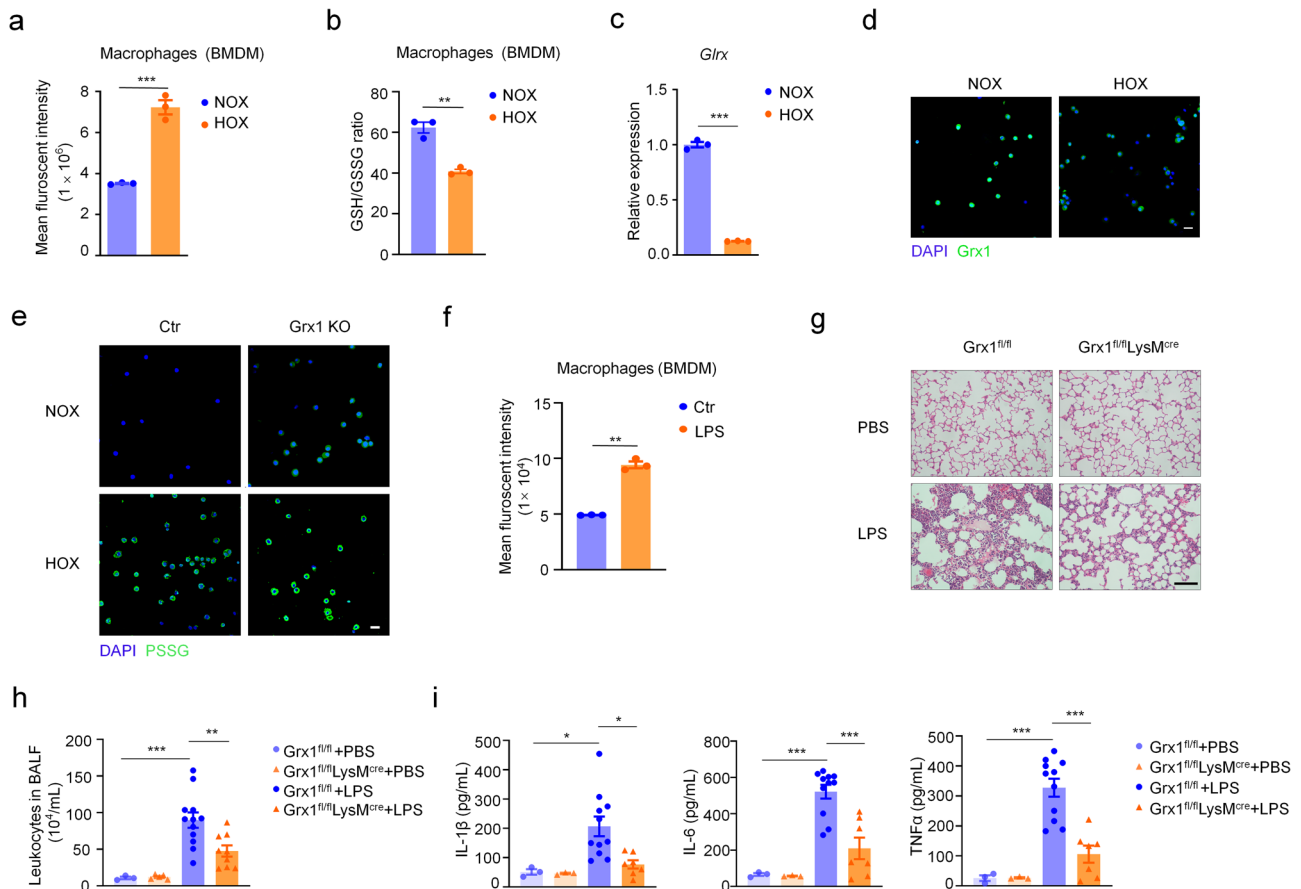 a
Macrophages (BMDM)
Mean fluroscent intensity
(1 × 10⁶)
8
6
4
2
0
***
NOX
HOX
b
Macrophages (BMDM)
GSH/GSSG ratio
80
60
40
20
0
**
NOX
HOX
c
Glrx
Relative expression
1.5
1.0
0.5
0.0
***
NOX
HOX
d
NOX HOX
DAPI Grx1
e
Ctr Grx1 KO
NOX
HOX
DAPI PSSG
f
Macrophages (BMDM)
Mean fluroscent intensity
(1 × 10⁴)
15
10
5
0
**
Ctr
LPS
g
Grx1fl/fl Grx1fl/flLysMcre
PBS
LPS
h
Leukocytes in BALF
(10⁴/mL)
200
150
100
50
0
***
**
Grx1fl/fl+PBS
Grx1fl/flLysMcre+PBS
Grx1fl/fl+LPS
Grx1fl/flLysMcre+LPS
i
IL-1β (pg/mL)
500
400
300
200
100
0
*
*
IL-6 (pg/mL)
800
600
400
200
0
***
***
TNFα (pg/mL)
500
400
300
200
100
0
***
***
Grx1fl/fl+PBS
Grx1fl/flLysMcre+PBS
Grx1fl/fl+LPS
Grx1fl/flLysMcre+LPS